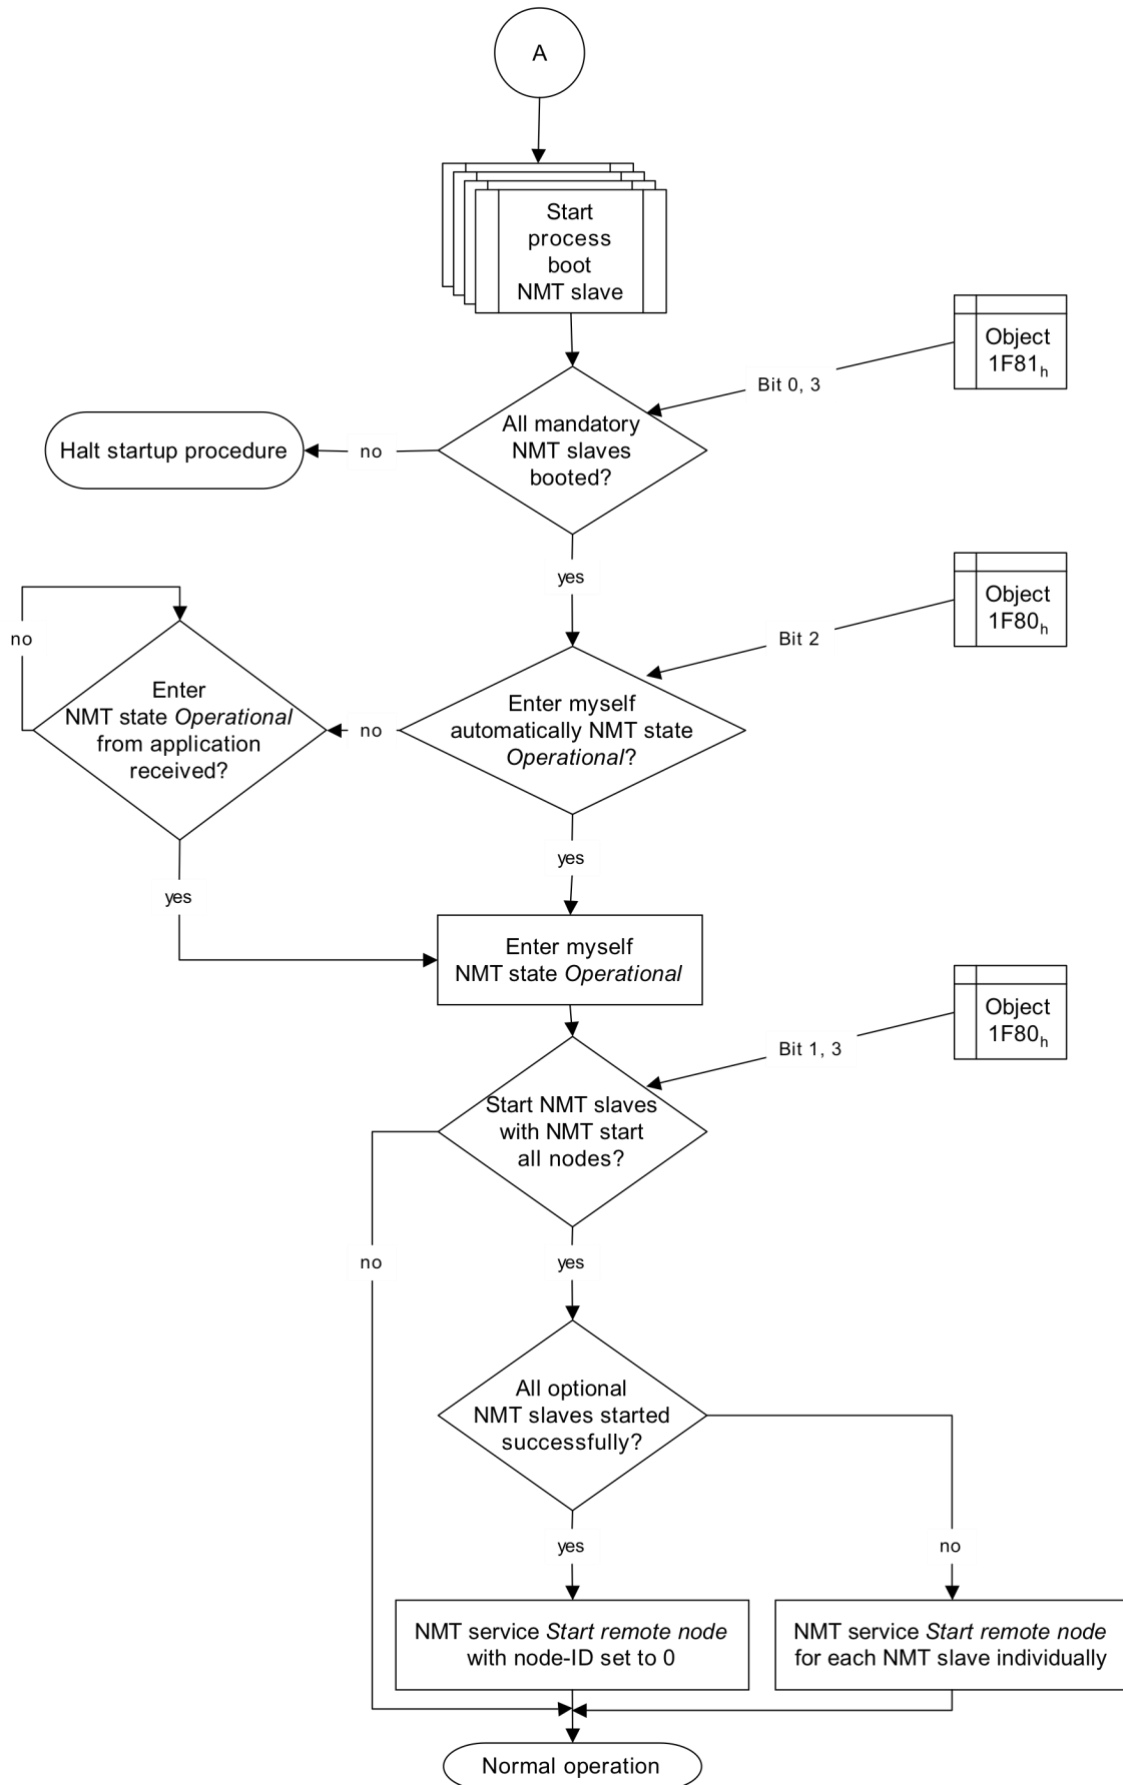 A
Start
process
boot
NMT slave
Object
1F81h
Bit 0, 3
All mandatory
NMT slaves
booted?
no
Halt startup procedure
yes
Object
1F80h
Bit 2
no
Enter
NMT state Operational
from application
received?
no
Enter myself
automatically NMT state
Operational?
yes
yes
Enter myself
NMT state Operational
Object
1F80h
Bit 1, 3
Start NMT slaves
with NMT start
all nodes?
no
yes
All optional
NMT slaves started
successfully?
yes
no
NMT service Start remote node
with node-ID set to 0
NMT service Start remote node
for each NMT slave individually
Normal operation